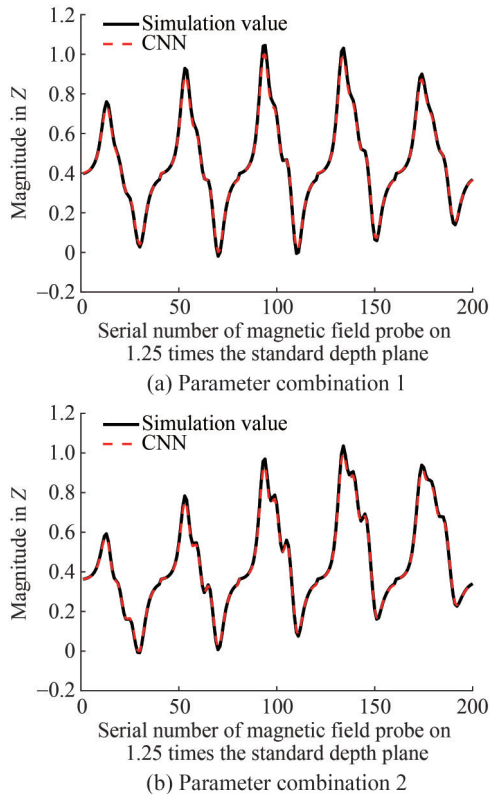 1.2
Simulation value
1.0
CNN
0.8
0.6
0.4
0.2
0
–0.2
Magnitude in Z
0 50 100 150 200
Serial number of magnetic field probe on
1.25 times the standard depth plane
(a) Parameter combination 1
1.2
Simulation value
1.0
CNN
0.8
0.6
0.4
0.2
0
–0.2
Magnitude in Z
0 50 100 150 200
Serial number of magnetic field probe on
1.25 times the standard depth plane
(b) Parameter combination 2